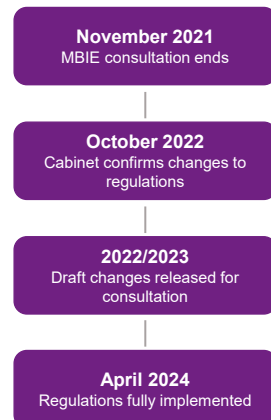 November 2021
MBIE consultation ends
October 2022
Cabinet confirms changes to
regulations
2022/2023
Draft changes released for
consultation
April 2024
Regulations fully implemented